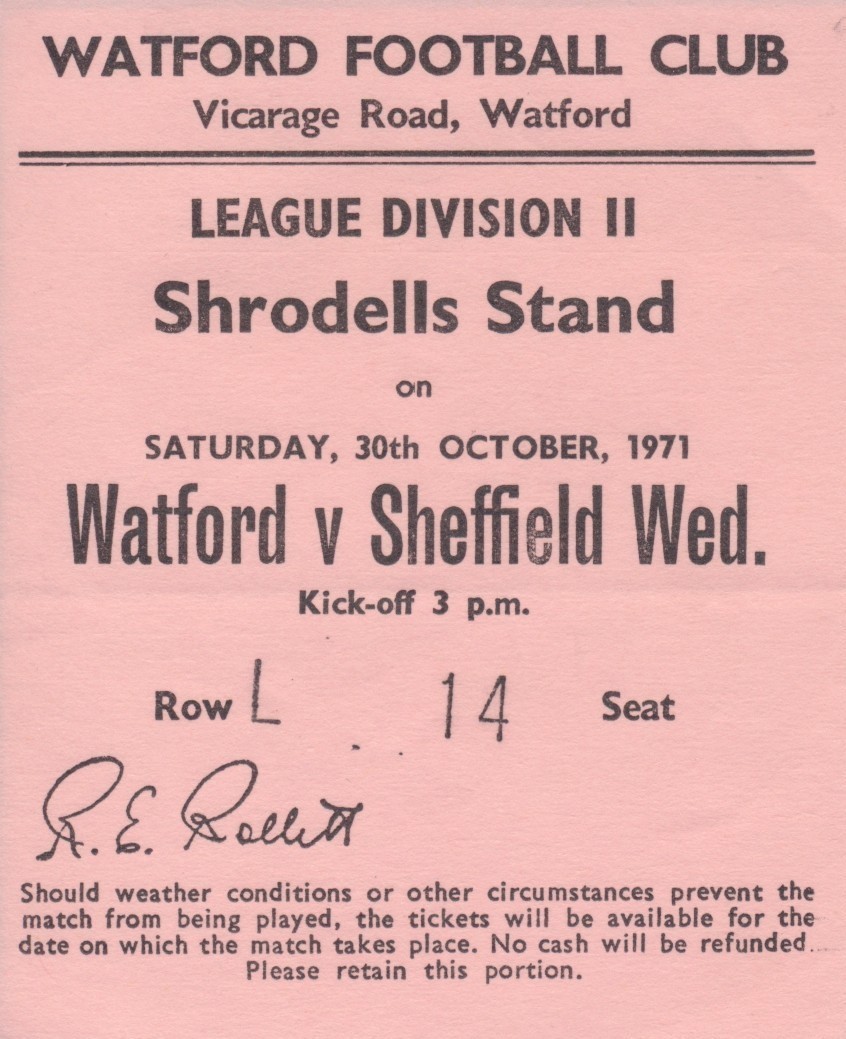 WATFORD FOOTBALL CLUB
Vicarage Road, Watford
LEAGUE DIVISION II
Shrodells Stand
on
SATURDAY, 30th OCTOBER, 1971
Watford v Sheffield Wed.
Kick-off 3 p.m.
Row L 14 Seat
R. E. Rollitt
Should weather conditions or other circumstances prevent the
match from being played, the tickets will be available for the
date on which the match takes place. No cash will be refunded.
Please retain this portion.